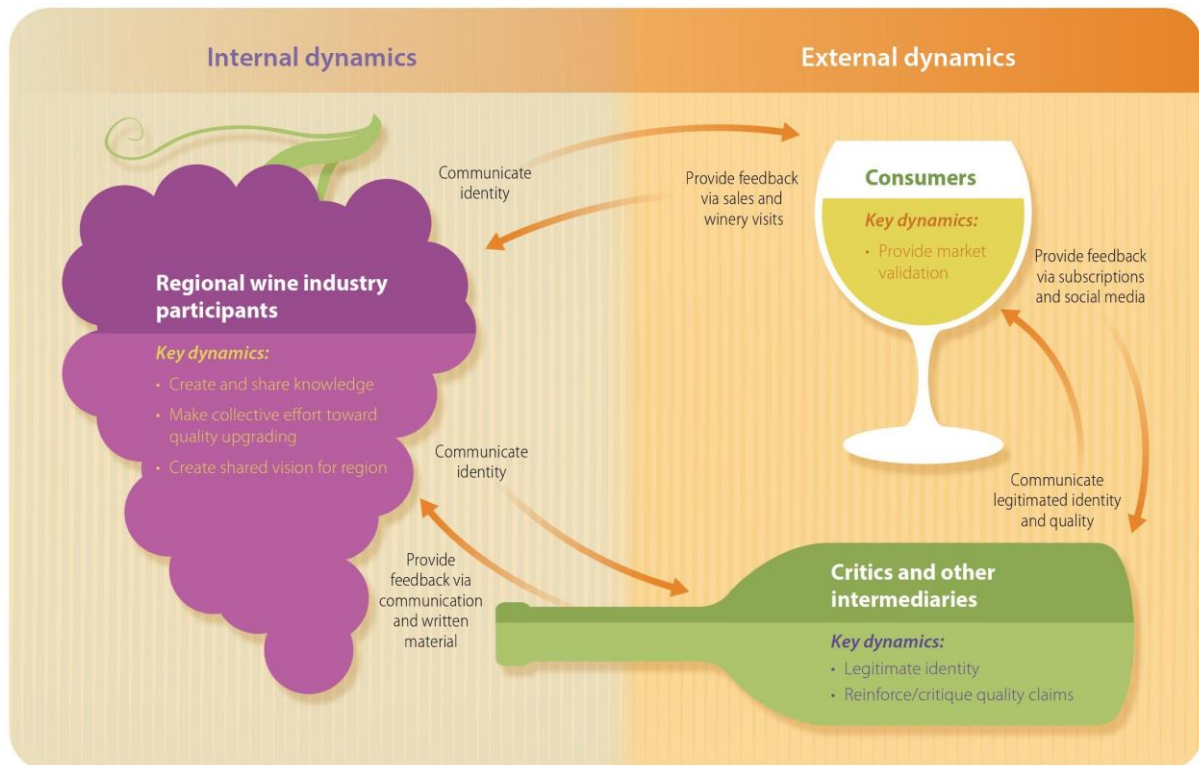 Internal dynamics
External dynamics
Communicate
identity
Provide feedback
via sales and
winery visits
Consumers
Key dynamics:
• Provide market
validation
Provide feedback
via subscriptions
and social media
Regional wine industry
participants
Key dynamics:
• Create and share knowledge
• Make collective effort toward
quality upgrading
• Create shared vision for region
Communicate
identity
Communicate
legitimated identity
and quality
Provide
feedback via
communication
and written
material
Critics and other
intermediaries
Key dynamics:
• Legitimate identity
• Reinforce/critique quality claims